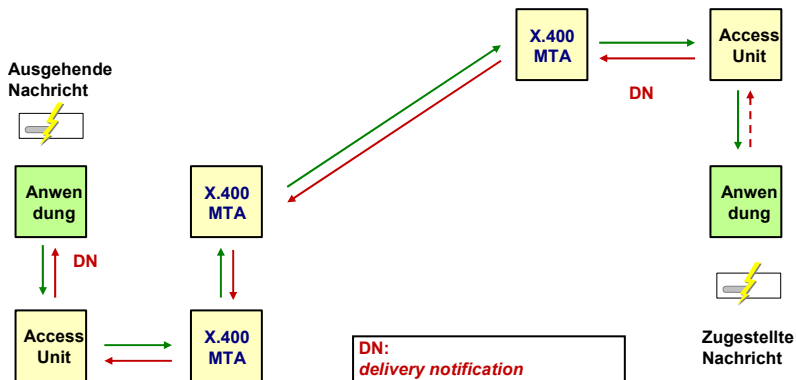 X.400
MTA
Access
Unit
Ausgehende
Nachricht
DN
Anwen
dung
X.400
MTA
Anwen
dung
DN
Access
Unit
X.400
MTA
DN:
delivery notification
Zugestellte
Nachricht